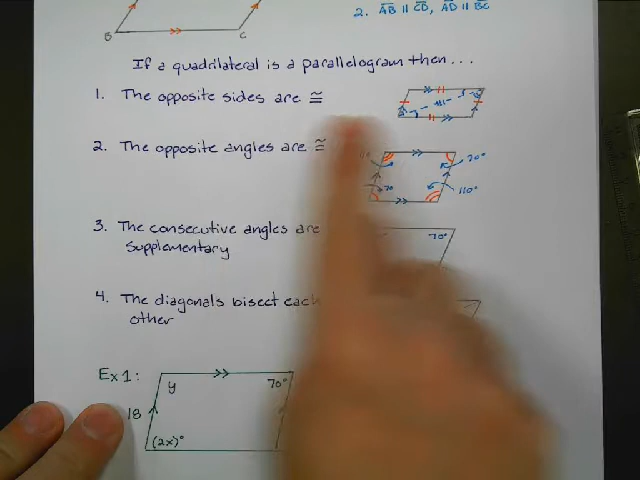 B
C
2. AB || CD, AD || BC
If a quadrilateral is a parallelogram then...
1. The opposite sides are ≅
2. The opposite angles are ≅
70°
70
110°
3. The consecutive angles are
Supplementary
70°
4. The diagonals bisect each
other
Ex 1:
y
70°
18
(2x)°